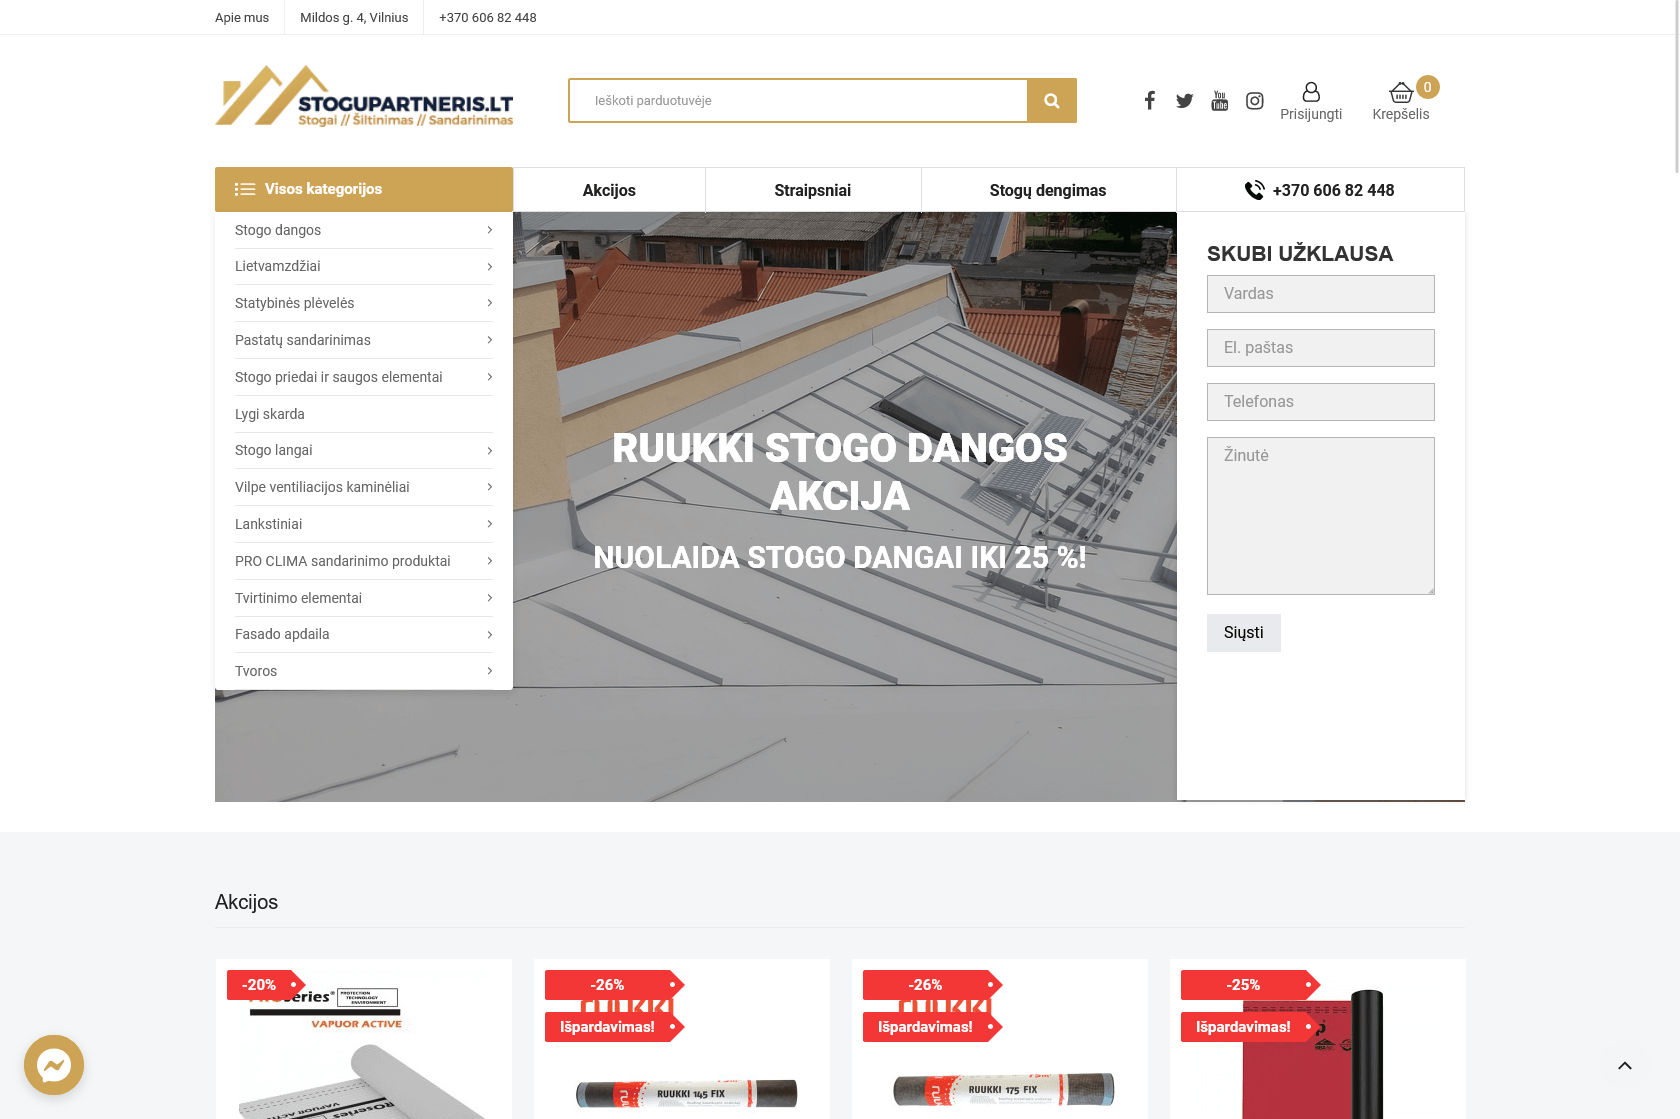 Apie mus
Mildos g. 4, Vilnius
+370 606 82 448
STOGUPARTNERIS.LT
Stogai // Šiltinimas // Sandarinimas
Ieškoti parduotuvėje
Prisijungti
0
Krepšelis
Visos kategorijos
Akcijos
Straipsniai
Stogų dengimas
+370 606 82 448
Stogo dangos
Lietvamzdžiai
Statybinės plėvelės
Pastatų sandarinimas
Stogo priedai ir saugos elementai
Lygi skarda
Stogo langai
Vilpe ventiliacijos kaminėliai
Lankstiniai
PRO CLIMA sandarinimo produktai
Tvirtinimo elementai
Fasado apdaila
Tvoros
RUUKKI STOGO DANGOS
AKCIJA
NUOLAIDA STOGO DANGAI IKI 25 %!
SKUBI UŽKLAUSA
Vardas
El. paštas
Telefonas
Žinutė
Siųsti
Akcijos
-20%
PROTECTION
TECHNOLOGY
ENVIRONMENT
VAPUOR ACTIVE
-26%
Išpardavimas!
RUUKKI 145 FIX
-26%
Išpardavimas!
RUUKKI 175 FIX
-25%
Išpardavimas!